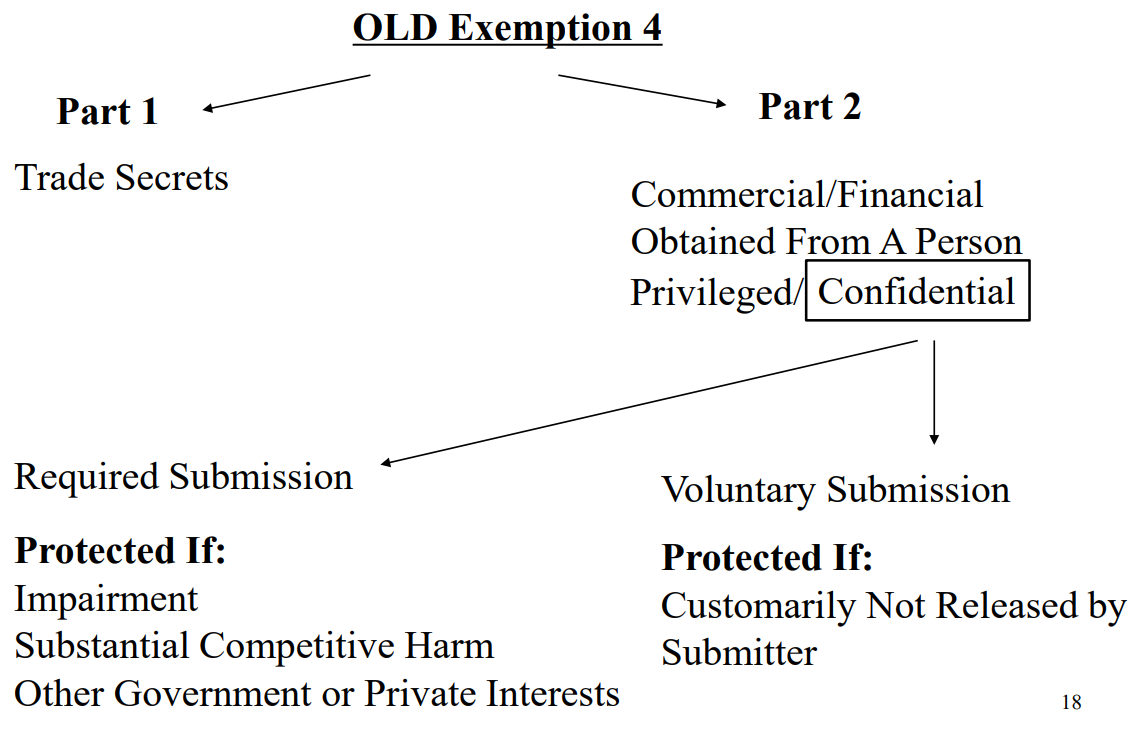 OLD Exemption 4
Part 1
Trade Secrets
Part 2
Commercial/Financial
Obtained From A Person
Privileged/ Confidential
Required Submission
Protected If:
Impairment
Substantial Competitive Harm
Other Government or Private Interests
Voluntary Submission
Protected If:
Customarily Not Released by
Submitter
18